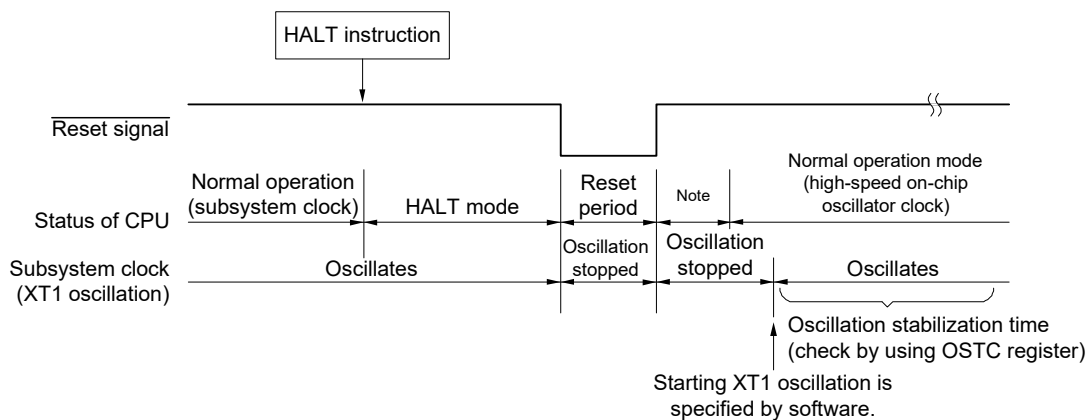 HALT instruction
Reset signal
Status of CPU
Normal operation
(subsystem clock)
HALT mode
Reset
period
Note
Normal operation mode
(high-speed on-chip
oscillator clock)
Subsystem clock
(XT1 oscillation)
Oscillates
Oscillation
stopped
Oscillation
stopped
Oscillates
Oscillation stabilization time
(check by using OSTC register)
Starting XT1 oscillation is
specified by software.